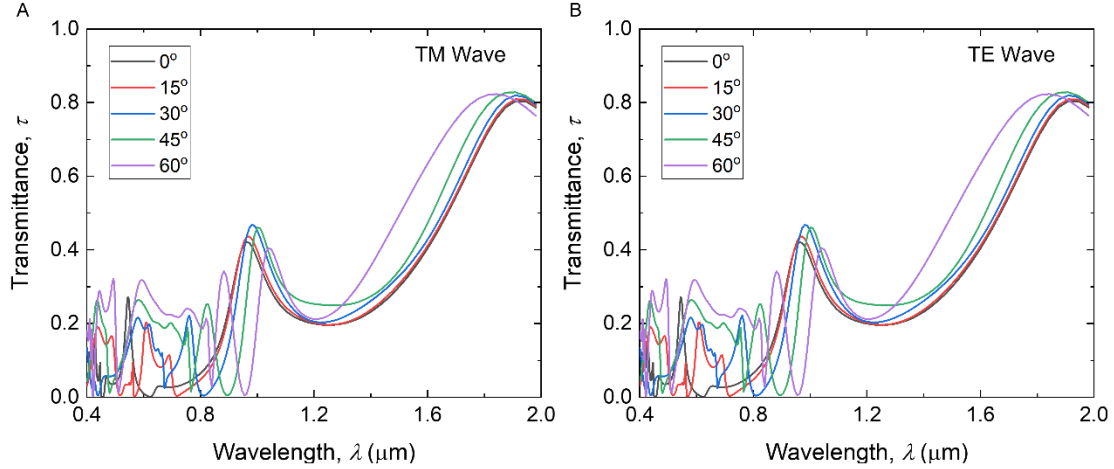 A
TM Wave
0°
15°
30°
45°
60°
Transmittance, τ
1.0
0.8
0.6
0.4
0.2
0.0
0.4 0.8 1.2 1.6 2.0
Wavelength, λ (μm)
B
TE Wave
0°
15°
30°
45°
60°
Transmittance, τ
1.0
0.8
0.6
0.4
0.2
0.0
0.4 0.8 1.2 1.6 2.0
Wavelength, λ (μm)